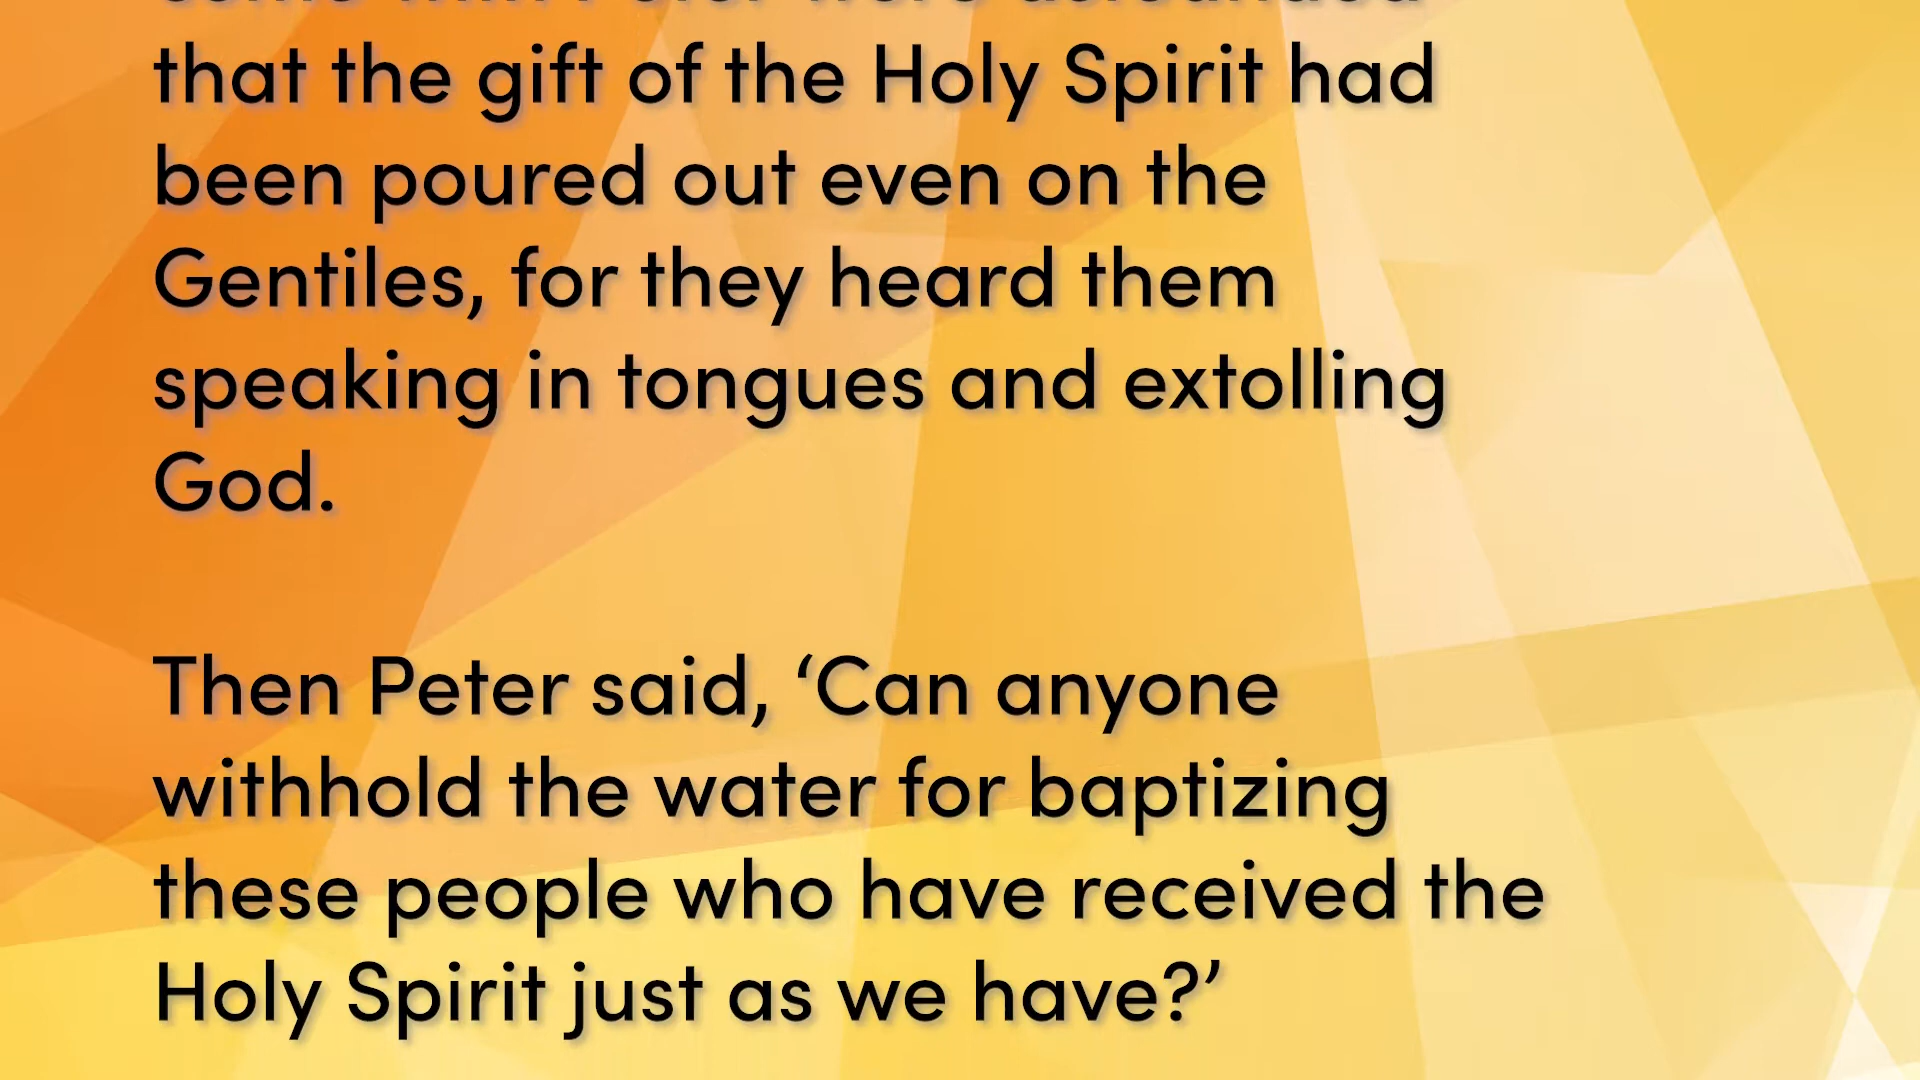 that the gift of the Holy Spirit had
been poured out even on the
Gentiles, for they heard them
speaking in tongues and extolling
God.
Then Peter said, ‘Can anyone
withhold the water for baptizing
these people who have received the
Holy Spirit just as we have?’